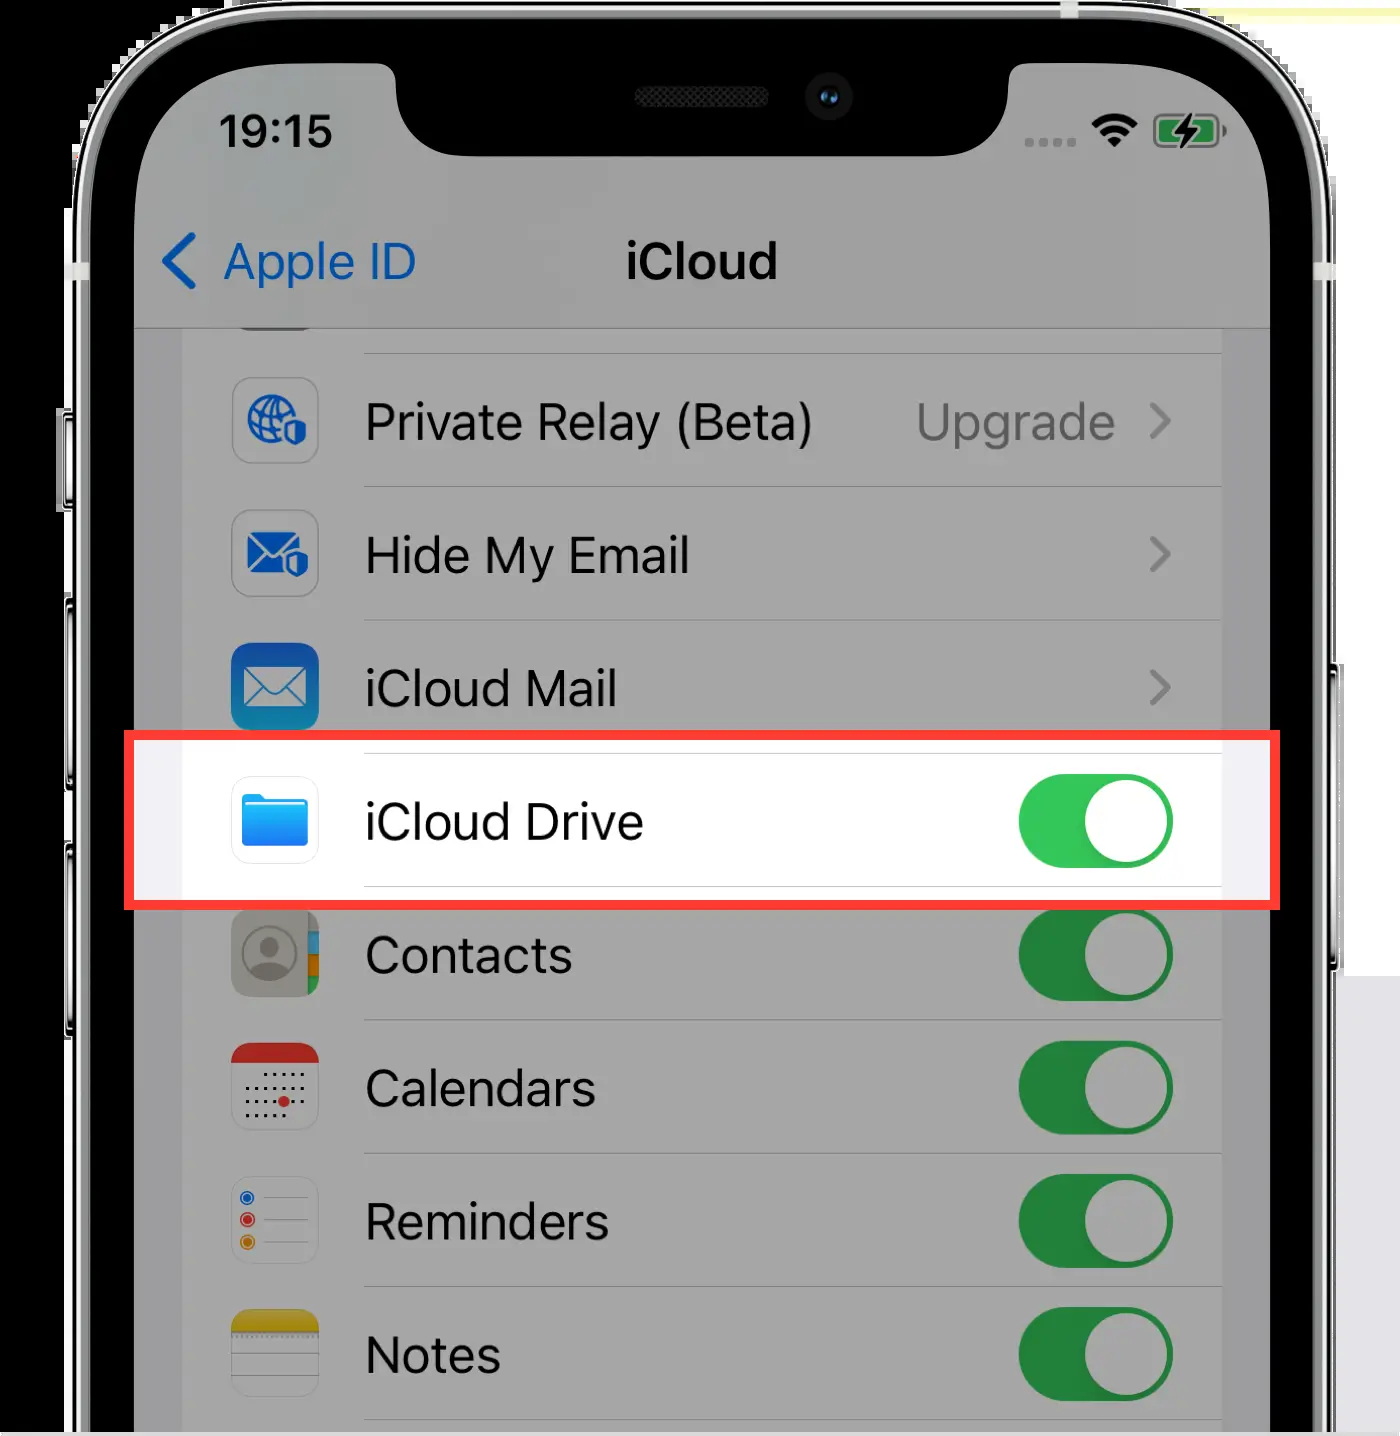 19:15
Apple ID
iCloud
Private Relay (Beta) Upgrade
Hide My Email
iCloud Mail
iCloud Drive
Contacts
Calendars
Reminders
Notes